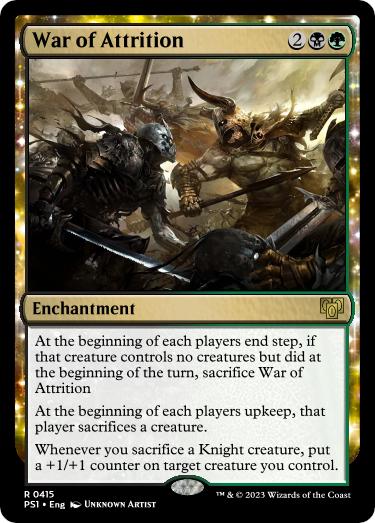 War of Attrition
2
Enchantment
At the beginning of each players end step, if
that creature controls no creatures but did at
the beginning of the turn, sacrifice War of
Attrition
At the beginning of each players upkeep, that
player sacrifices a creature.
Whenever you sacrifice a Knight creature, put
a +1/+1 counter on target creature you control.
R 0415
PS1 • Eng Unknown Artist
™ & © 2023 Wizards of the Coast